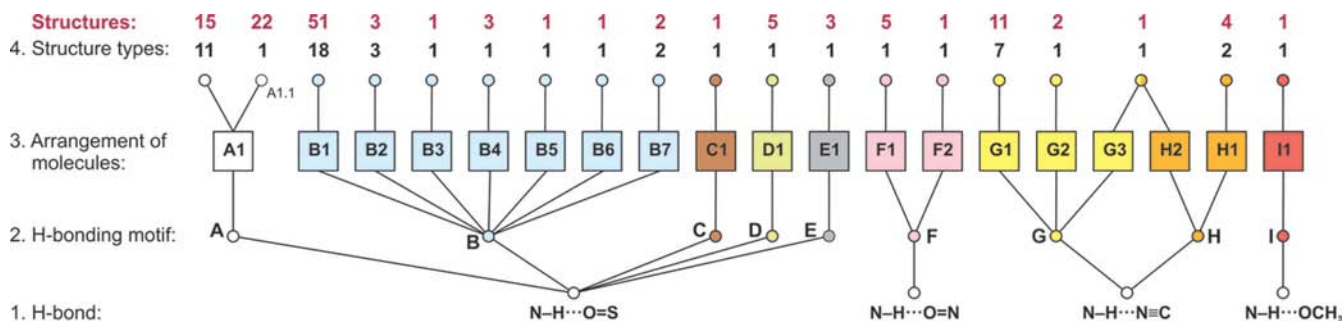 Structures: 15 22 51 3 1 3 1 1 2 1 5 3 5 1 11 2 1 4 1
4. Structure types: 11 1 18 3 1 1 1 1 2 1 1 1 1 1 7 1 1 2 1
A1.1
3. Arrangement of molecules: A1 B1 B2 B3 B4 B5 B6 B7 C1 D1 E1 F1 F2 G1 G2 G3 H2 H1 I1
2. H-bonding motif: A B C D E F G H I
1. H-bond: N–H···O=S N–H···O=N N–H···N≡C N–H···OCH3